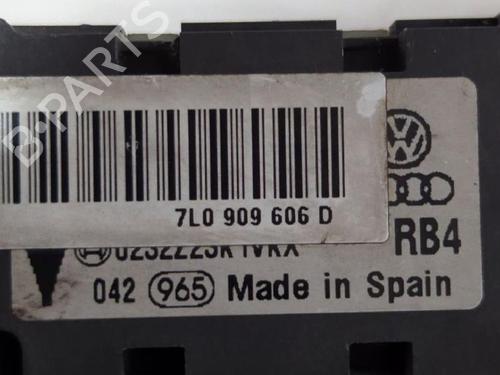 B-PARTS
7L0 909 606 D
RB4
042 965 Made in Spain